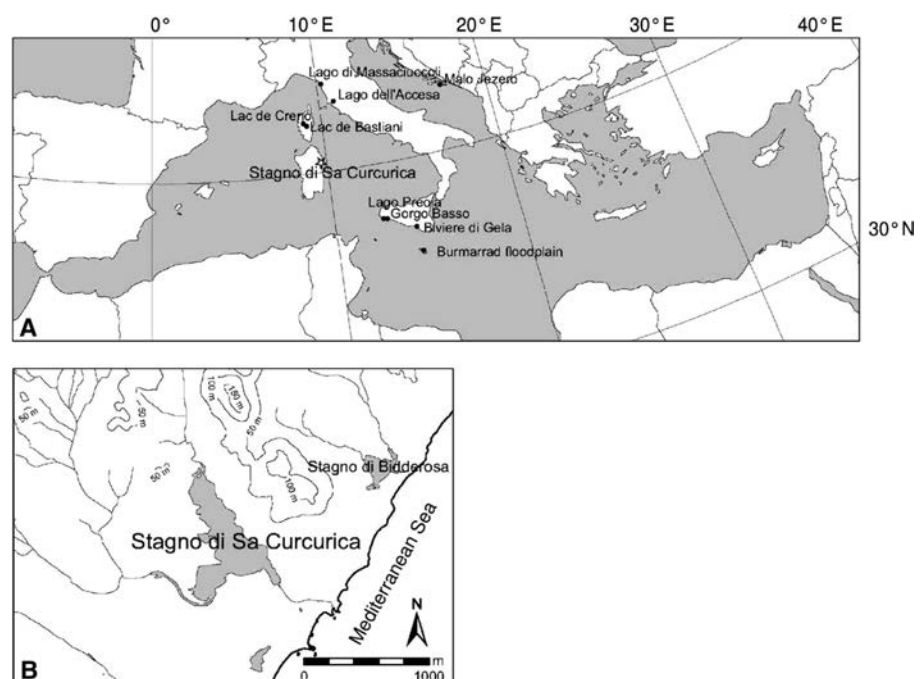 0° 10° E 20° E 30° E 40° E
Lago di Massaciuocoli
Malo Jezero
Lago dell'Accesa
Lac de Creno
Lac de Bastiani
Stagno di Sa Curcurica
Lago Preola
Gorgo Basso
Biviere di Gela
30° N
Burmarrad floodplain
A
100 m
150 m
50 m
50 m
50 m
50 m
100 m
Stagno di Bidderosa
Stagno di Sa Curcurica
Mediterranean Sea
N
m
0 1000
B